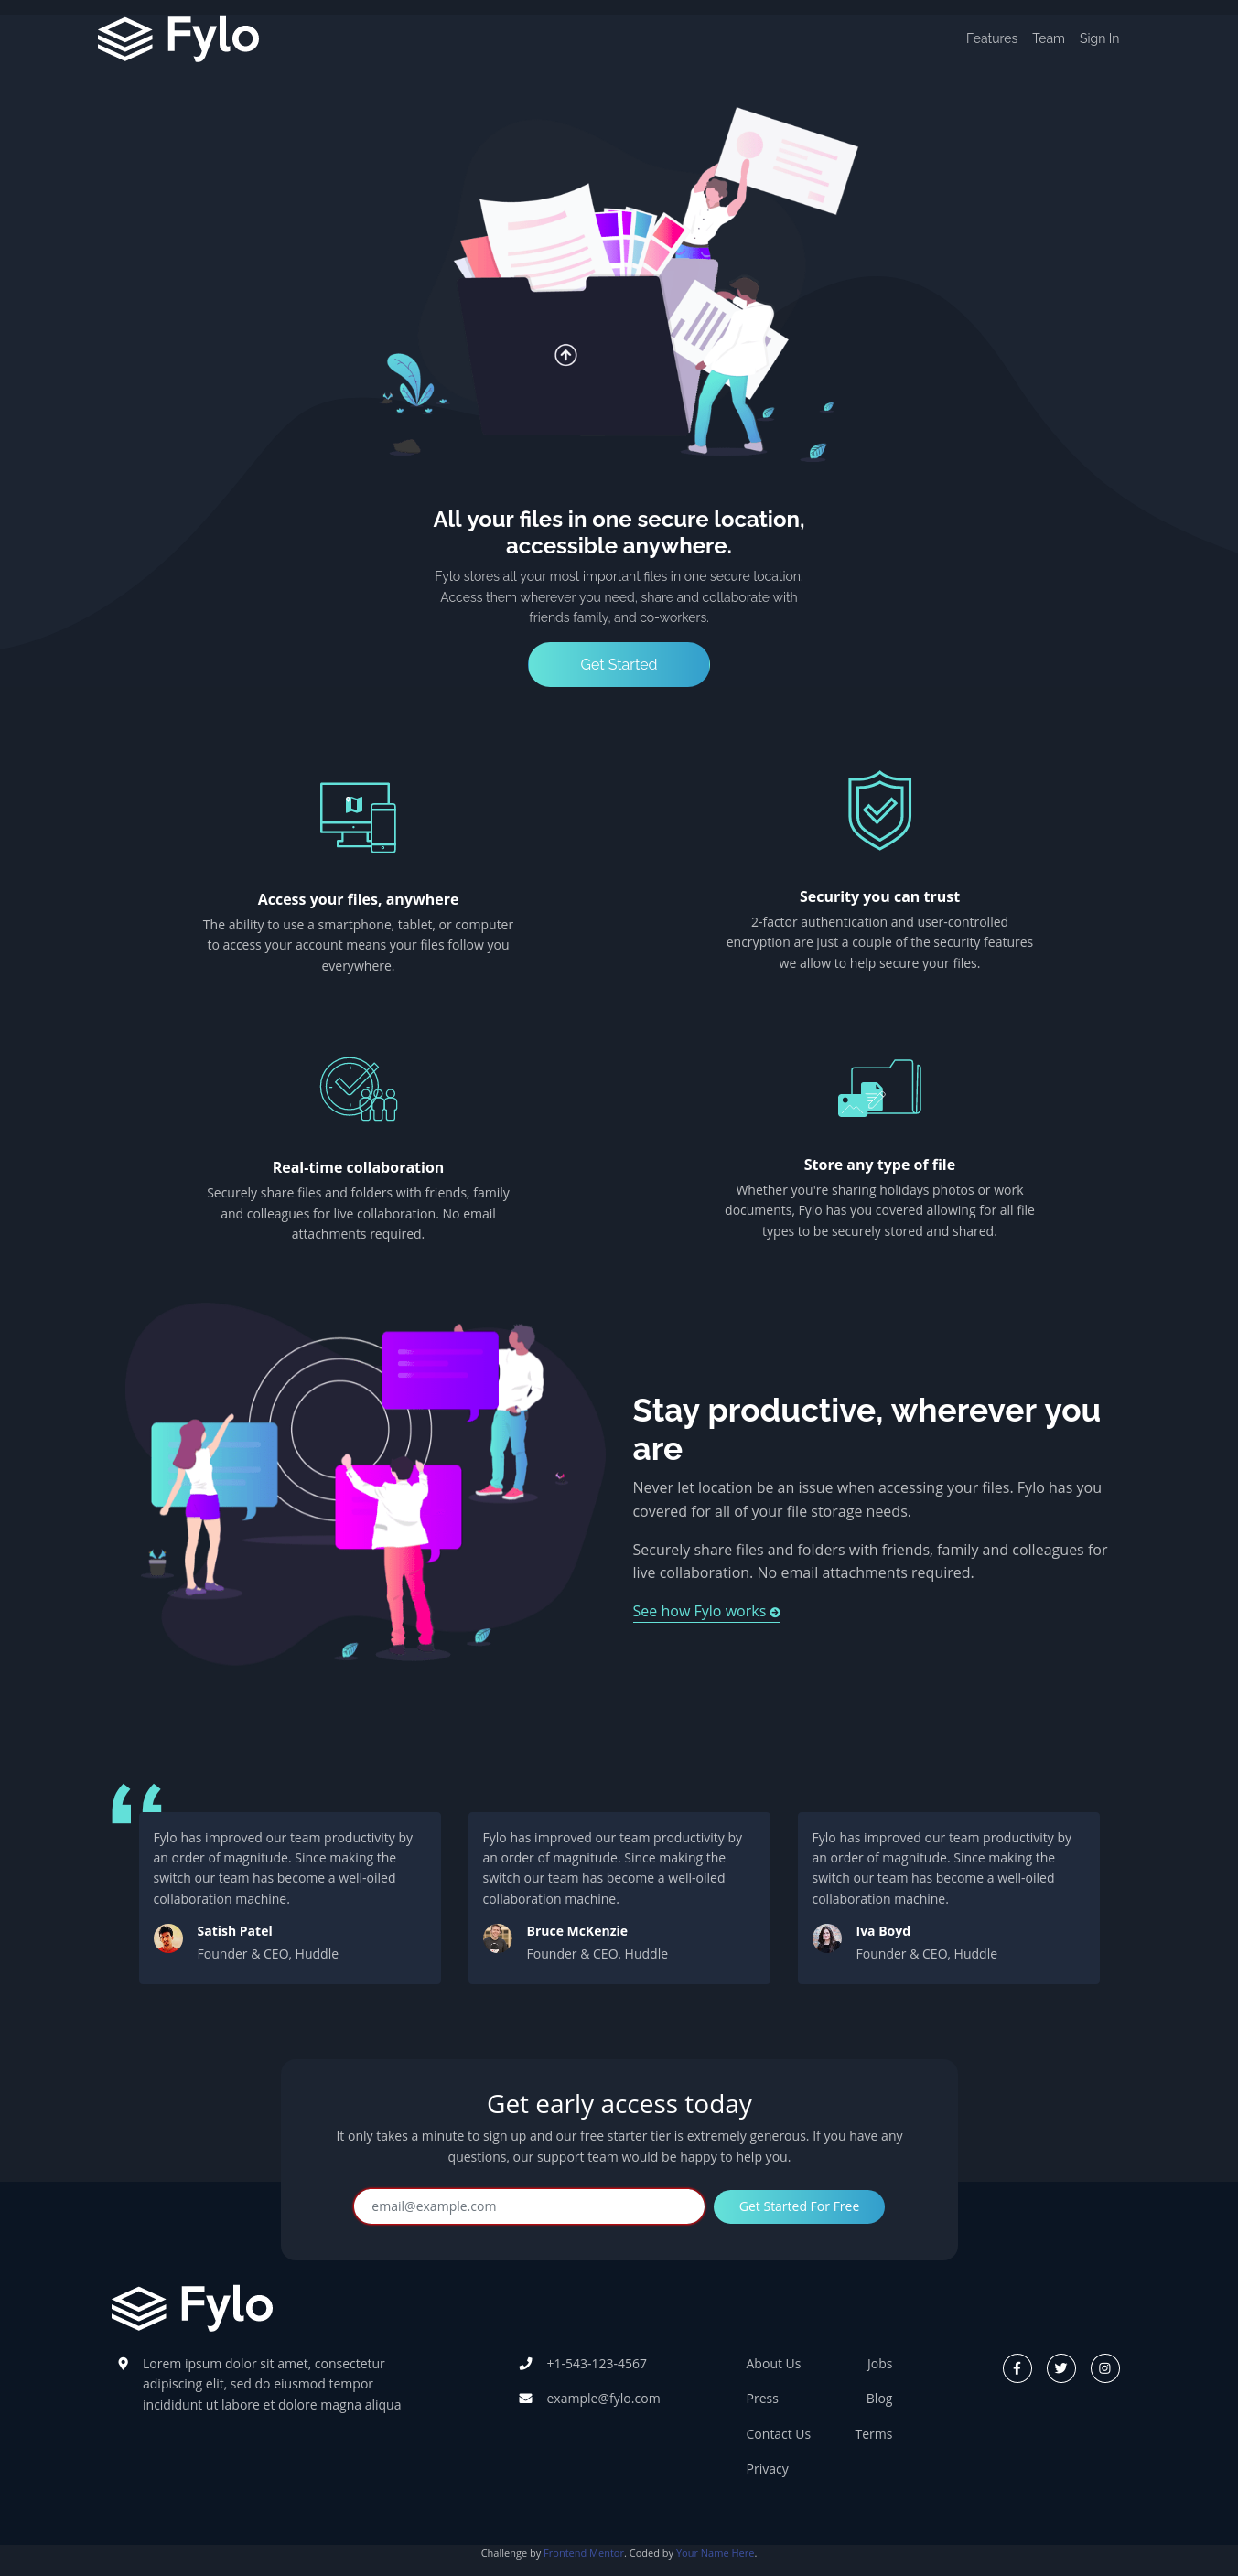 Fylo
Features Team Sign In
All your files in one secure location,
accessible anywhere.
Fylo stores all your most important files in one secure location.
Access them wherever you need, share and collaborate with
friends family, and co-workers.
Get Started
Access your files, anywhere
The ability to use a smartphone, tablet, or computer
to access your account means your files follow you
everywhere.
Security you can trust
2-factor authentication and user-controlled
encryption are just a couple of the security features
we allow to help secure your files.
Real-time collaboration
Securely share files and folders with friends, family
and colleagues for live collaboration. No email
attachments required.
Store any type of file
Whether you're sharing holidays photos or work
documents, Fylo has you covered allowing for all file
types to be securely stored and shared.
Stay productive, wherever you
are
Never let location be an issue when accessing your files. Fylo has you
covered for all of your file storage needs.
Securely share files and folders with friends, family and colleagues for
live collaboration. No email attachments required.
See how Fylo works
Fylo has improved our team productivity by
an order of magnitude. Since making the
switch our team has become a well-oiled
collaboration machine.
Satish Patel
Founder & CEO, Huddle
Fylo has improved our team productivity by
an order of magnitude. Since making the
switch our team has become a well-oiled
collaboration machine.
Bruce McKenzie
Founder & CEO, Huddle
Fylo has improved our team productivity by
an order of magnitude. Since making the
switch our team has become a well-oiled
collaboration machine.
Iva Boyd
Founder & CEO, Huddle
Get early access today
It only takes a minute to sign up and our free starter tier is extremely generous. If you have any
questions, our support team would be happy to help you.
email@example.com
Get Started For Free
Fylo
Lorem ipsum dolor sit amet, consectetur
adipiscing elit, sed do eiusmod tempor
incididunt ut labore et dolore magna aliqua
+1-543-123-4567
example@fylo.com
About Us
Press
Contact Us
Privacy
Jobs
Blog
Terms
Challenge by Frontend Mentor. Coded by Your Name Here.